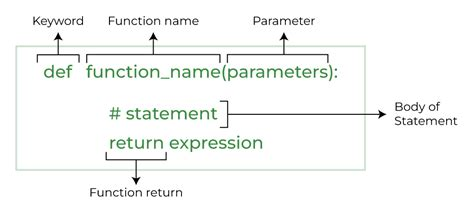 Keyword Function name Parameter
def function_name(parameters):
# statement
Body of
Statement
return expression
Function return